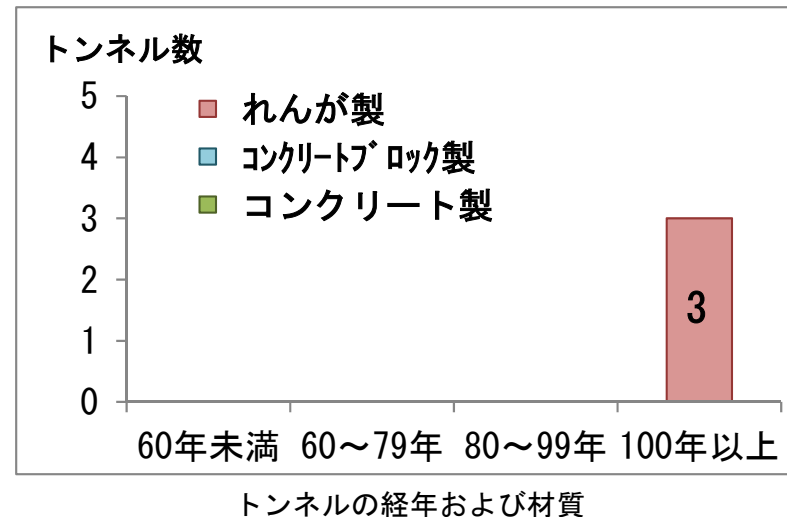 トンネル数
5
れんが製
4
コンクリートブロック製
3
コンクリート製
2
3
1
0
60年未満 60～79年 80～99年 100年以上
トンネルの経年および材質